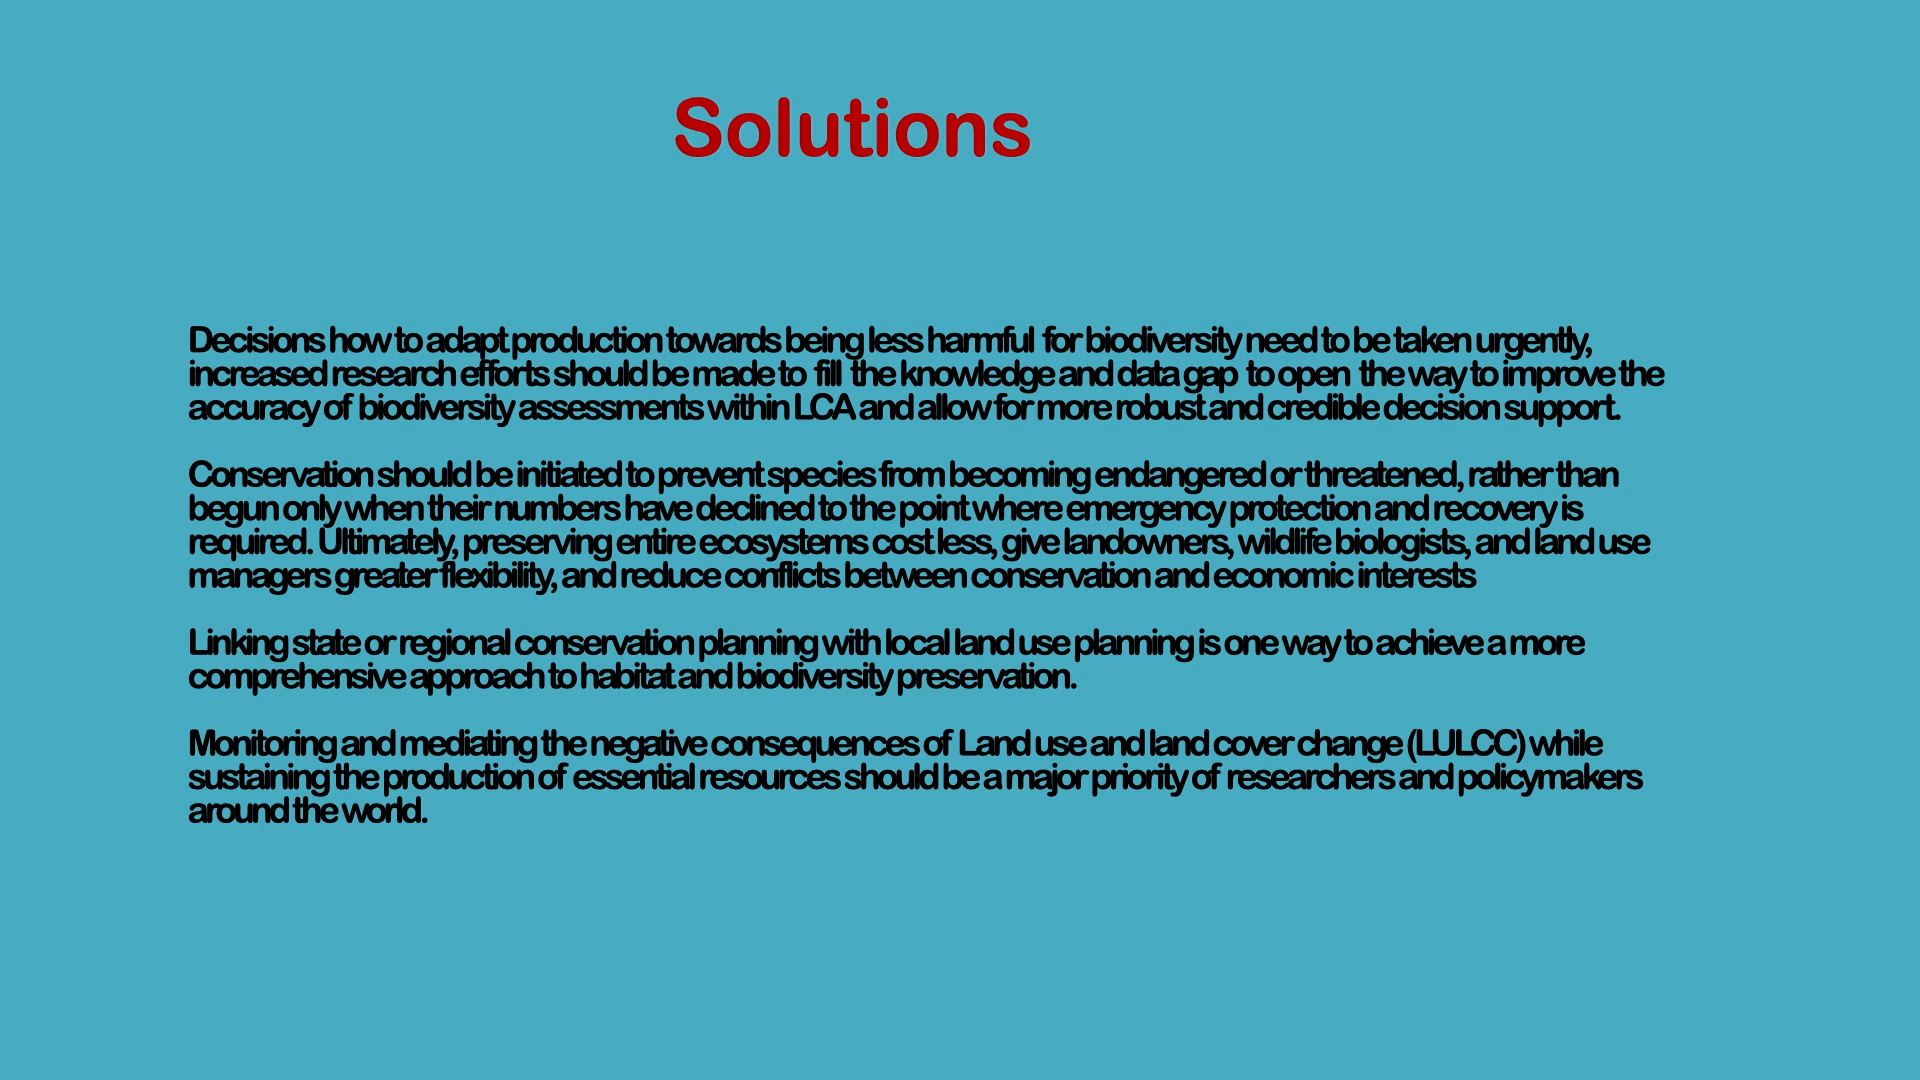 Solutions
Decisions how to adapt production towards being less harmful for biodiversity need to be taken urgently,
increased research efforts should be made to fill the knowledge and data gap to open the way to improve the
accuracy of biodiversity assessments within LCA and allow for more robust and credible decision support.
Conservation should be initiated to prevent species from becoming endangered or threatened, rather than
begun only when their numbers have declined to the point where emergency protection and recovery is
required. Ultimately, preserving entire ecosystems cost less, give landowners, wildlife biologists, and land use
managers greater flexibility, and reduce conflicts between conservation and economic interests
Linking state or regional conservation planning with local land use planning is one way to achieve a more
comprehensive approach to habitat and biodiversity preservation.
Monitoring and mediating the negative consequences of Land use and land cover change (LULCC) while
sustaining the production of essential resources should be a major priority of researchers and policymakers
around the world.